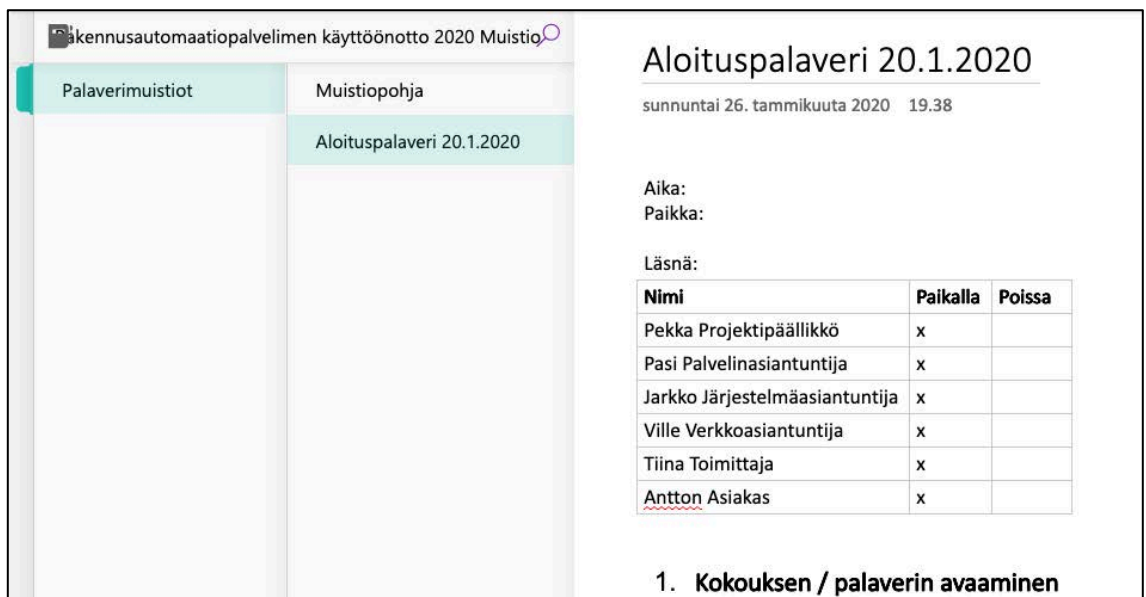 Rakennusautomaatiopalvelimen käyttöönotto 2020 Muistio
Palaverimuistiot
Muistiopohja
Aloituspalaveri 20.1.2020
Aloituspalaveri 20.1.2020
sunnuntai 26. tammikuuta 2020 19.38
Aika:
Paikka:
Läsnä:
Nimi Paikalla Poissa
Pekka Projektipäällikkö x
Pasi Palvelinasiantuntija x
Jarkko Järjestelmäasiantuntija x
Ville Verkkoasiantuntija x
Tiina Toimittaja x
Antton Asiakas x
1. Kokouksen / palaverin avaaminen